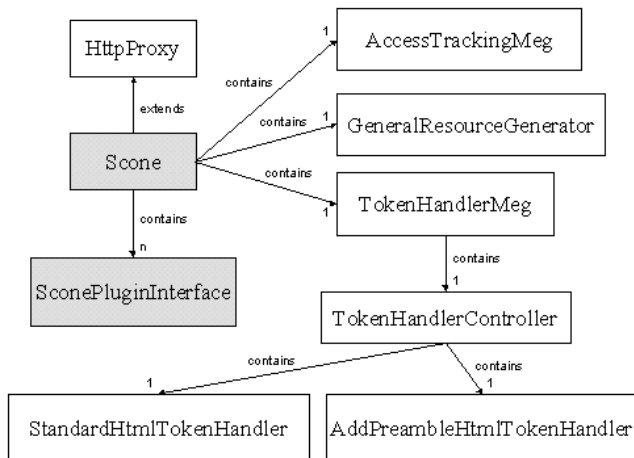 HttpProxy
1
AccessTrackingMeg
contains
extends
1
contains
GeneralResourceGenerator
Scone
contains
1
TokenHandlerMeg
contains
n
contains
SconePluginInterface
1
TokenHandlerController
contains
1
contains
1
StandardHtmlTokenHandler
AddPreambleHtmlTokenHandler